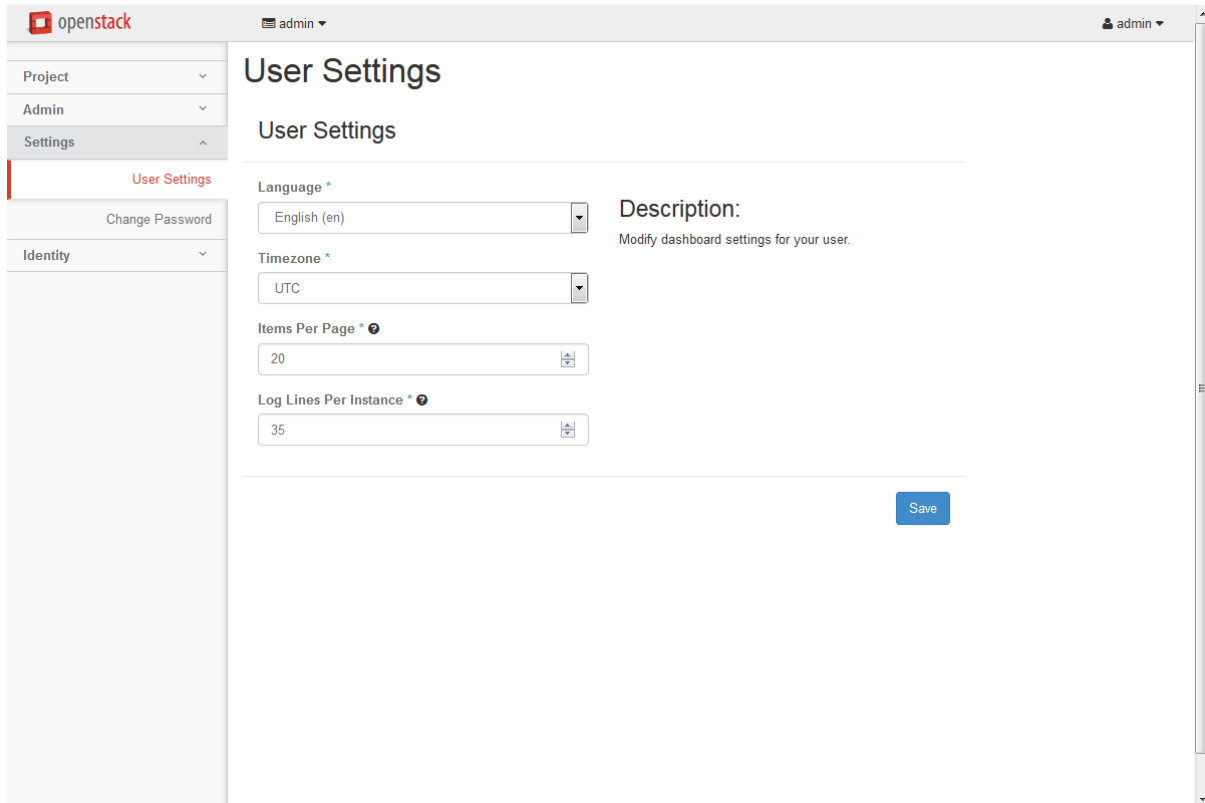 openstack
admin
admin
Project
Admin
Settings
User Settings
Change Password
Identity
User Settings
User Settings
Language *
English (en)
Timezone *
UTC
Items Per Page *
20
Log Lines Per Instance *
35
Description:
Modify dashboard settings for your user.
Save